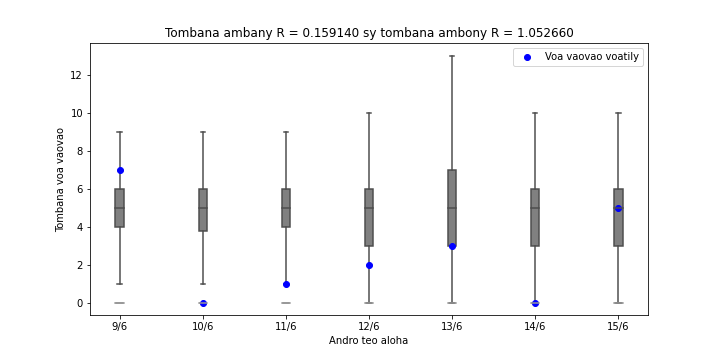 Tombana ambany R = 0.159140 sy tombana ambony R = 1.052660
Voa vaovao voatily
Tombana voa vaovao
12
10
8
6
4
2
0
9/6 10/6 11/6 12/6 13/6 14/6 15/6
Andro teo aloha